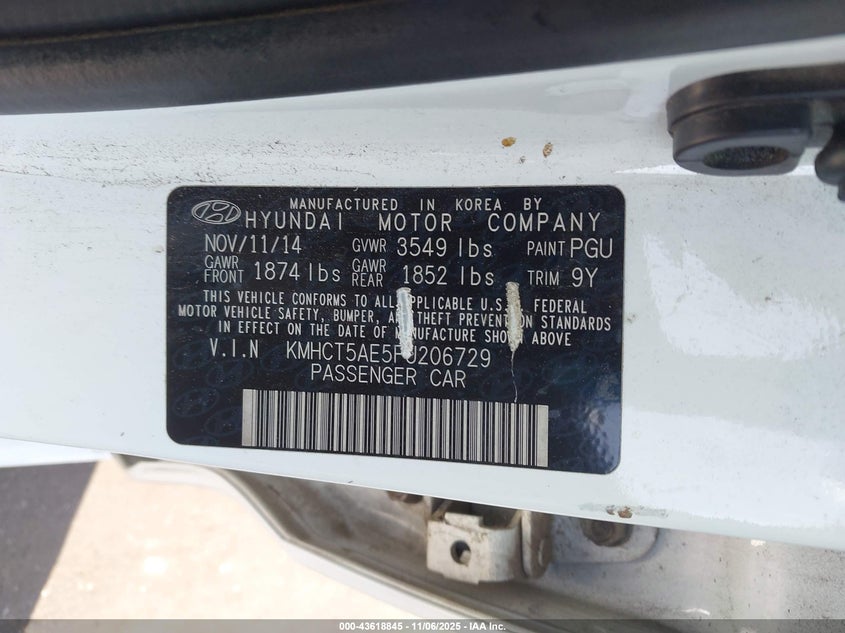 MANUFACTURED IN KOREA BY
HYUNDAI MOTOR COMPANY
NOV/11/14 GVWR 3549 lbs PAINT PGU
GAWR FRONT 1874 lbs GAWR REAR 1852 lbs TRIM 9Y
THIS VEHICLE CONFORMS TO ALL APPLICABLE U.S. FEDERAL
MOTOR VEHICLE SAFETY, BUMPER, AND THEFT PREVENTION STANDARDS
IN EFFECT ON THE DATE OF MANUFACTURE SHOWN ABOVE
V.I.N KMHCT5AE5FU206729
PASSENGER CAR
000-43618845 - 11/06/2025 - IAA Inc.